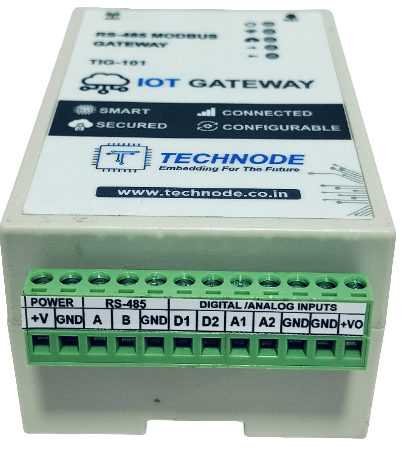 RS-485 MODBUS
GATEWAY
TIG-101
IOT GATEWAY
SMART
CONNECTED
SECURED
CONFIGURABLE
T
TECHNODE
Embedding For The Future
www.technode.co.in
POWER RS-485 DIGITAL /ANALOG INPUTS
+V GND A B GND D1 D2 A1 A2 GND GND +VO